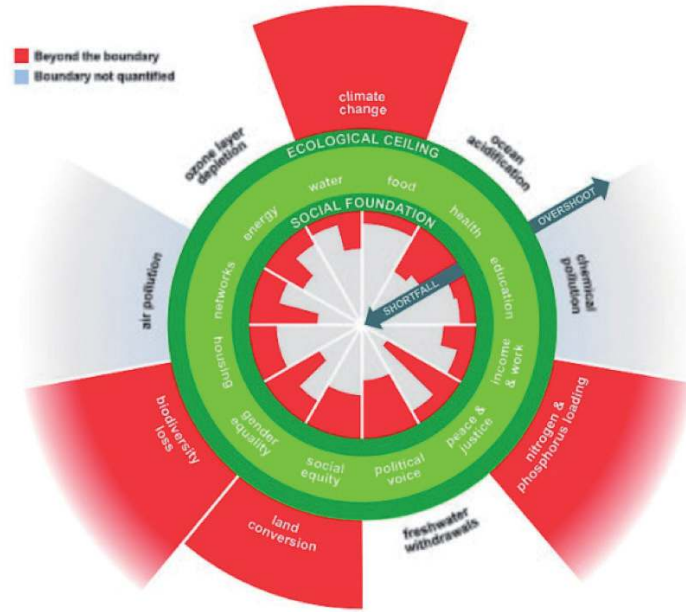 Beyond the boundary
Boundary not quantified
climate
change
ocean
acidification
OVERSHOOT
chemical
pollution
nitrogen &
phosphorus loading
freshwater
withdrawals
land
conversion
biodiversity
loss
air pollution
ozone layer
depletion
ECOLOGICAL CEILING
water
food
health
education
income
& work
peace &
justice
political
voice
social
equity
gender
equality
housing
networks
energy
SOCIAL FOUNDATION
SHORTFALL